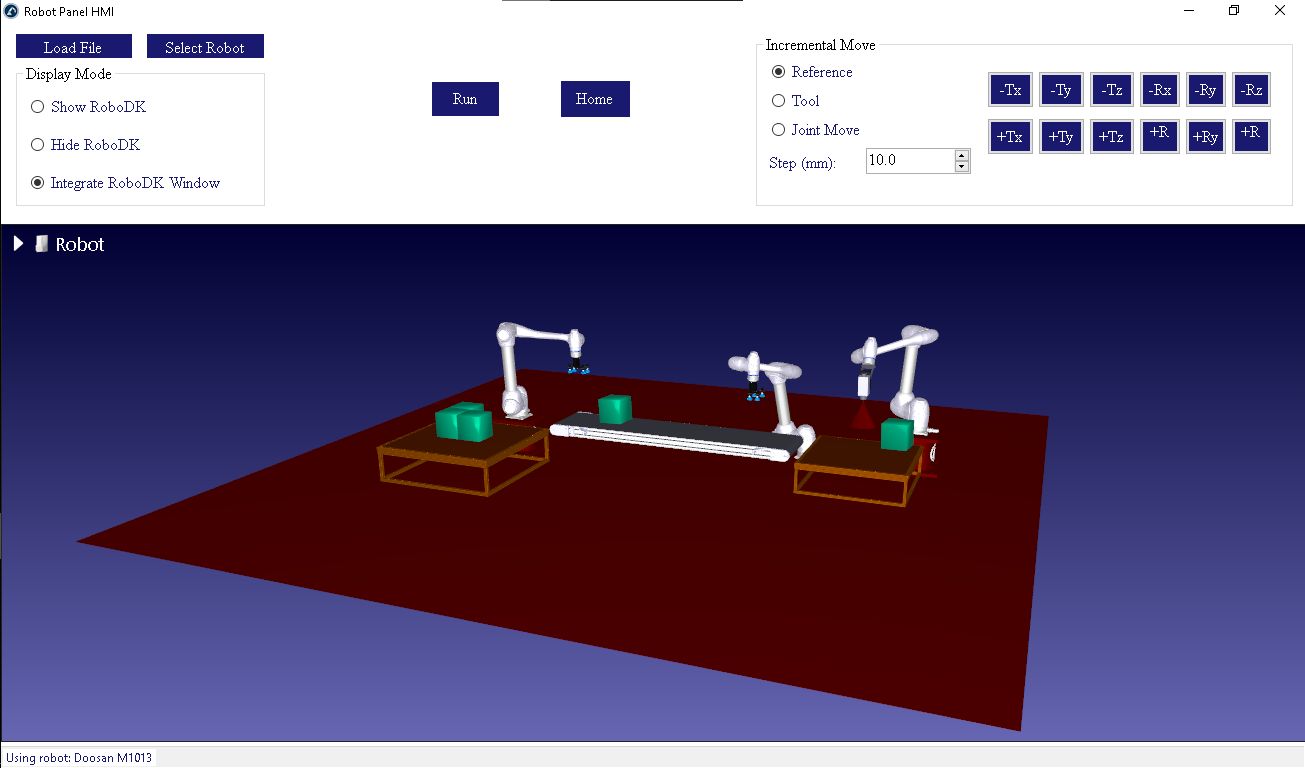 Robot Panel HMI
Load File
Select Robot
Display Mode
Show RoboDK
Hide RoboDK
Integrate RoboDK Window
Run
Home
Incremental Move
Reference
Tool
Joint Move
Step (mm):
10.0
-Tx -Ty -Tz -Rx -Ry -Rz
+Tx +Ty +Tz +R +Ry +R
Robot
Using robot: Doosan M1013